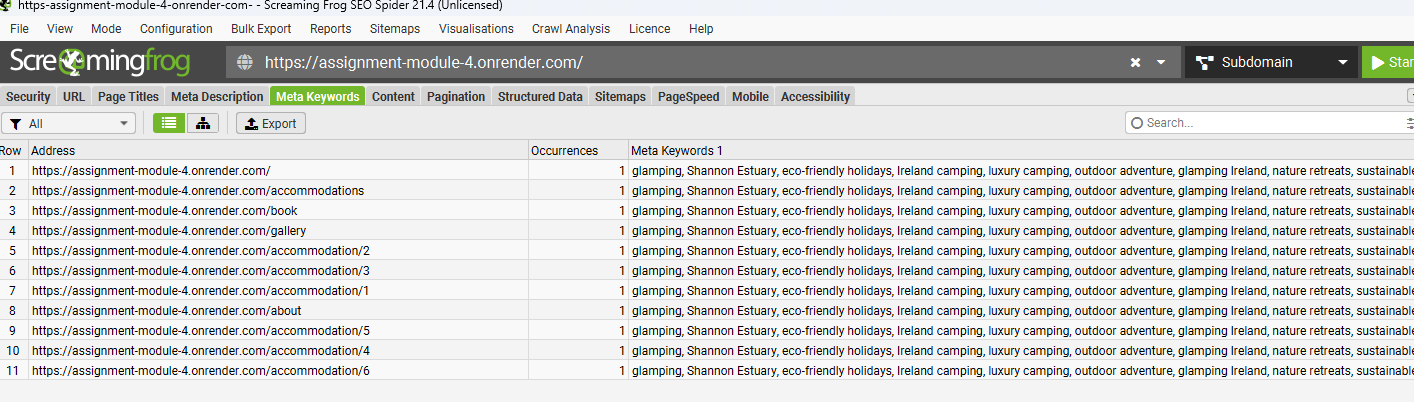 https-assignment-module-4-onrender-com- - Screaming Frog SEO Spider 21.4 (Unlicensed)
File View Mode Configuration Bulk Export Reports Sitemaps Visualisations Crawl Analysis Licence Help
Screamingfrog https://assignment-module-4.onrender.com/ Subdomain Star
Security URL Page Titles Meta Description Meta Keywords Content Pagination Structured Data Sitemaps PageSpeed Mobile Accessibility
All Export Search...
Row Address Occurrences Meta Keywords 1
1 https://assignment-module-4.onrender.com/ 1 glamping, Shannon Estuary, eco-friendly holidays, Ireland camping, luxury camping, outdoor adventure, glamping Ireland, nature retreats, sustainable
2 https://assignment-module-4.onrender.com/accommodations 1 glamping, Shannon Estuary, eco-friendly holidays, Ireland camping, luxury camping, outdoor adventure, glamping Ireland, nature retreats, sustainable
3 https://assignment-module-4.onrender.com/book 1 glamping, Shannon Estuary, eco-friendly holidays, Ireland camping, luxury camping, outdoor adventure, glamping Ireland, nature retreats, sustainable
4 https://assignment-module-4.onrender.com/gallery 1 glamping, Shannon Estuary, eco-friendly holidays, Ireland camping, luxury camping, outdoor adventure, glamping Ireland, nature retreats, sustainable
5 https://assignment-module-4.onrender.com/accommodation/2 1 glamping, Shannon Estuary, eco-friendly holidays, Ireland camping, luxury camping, outdoor adventure, glamping Ireland, nature retreats, sustainable
6 https://assignment-module-4.onrender.com/accommodation/3 1 glamping, Shannon Estuary, eco-friendly holidays, Ireland camping, luxury camping, outdoor adventure, glamping Ireland, nature retreats, sustainable
7 https://assignment-module-4.onrender.com/accommodation/1 1 glamping, Shannon Estuary, eco-friendly holidays, Ireland camping, luxury camping, outdoor adventure, glamping Ireland, nature retreats, sustainable
8 https://assignment-module-4.onrender.com/about 1 glamping, Shannon Estuary, eco-friendly holidays, Ireland camping, luxury camping, outdoor adventure, glamping Ireland, nature retreats, sustainable
9 https://assignment-module-4.onrender.com/accommodation/5 1 glamping, Shannon Estuary, eco-friendly holidays, Ireland camping, luxury camping, outdoor adventure, glamping Ireland, nature retreats, sustainable
10 https://assignment-module-4.onrender.com/accommodation/4 1 glamping, Shannon Estuary, eco-friendly holidays, Ireland camping, luxury camping, outdoor adventure, glamping Ireland, nature retreats, sustainable
11 https://assignment-module-4.onrender.com/accommodation/6 1 glamping, Shannon Estuary, eco-friendly holidays, Ireland camping, luxury camping, outdoor adventure, glamping Ireland, nature retreats, sustainable